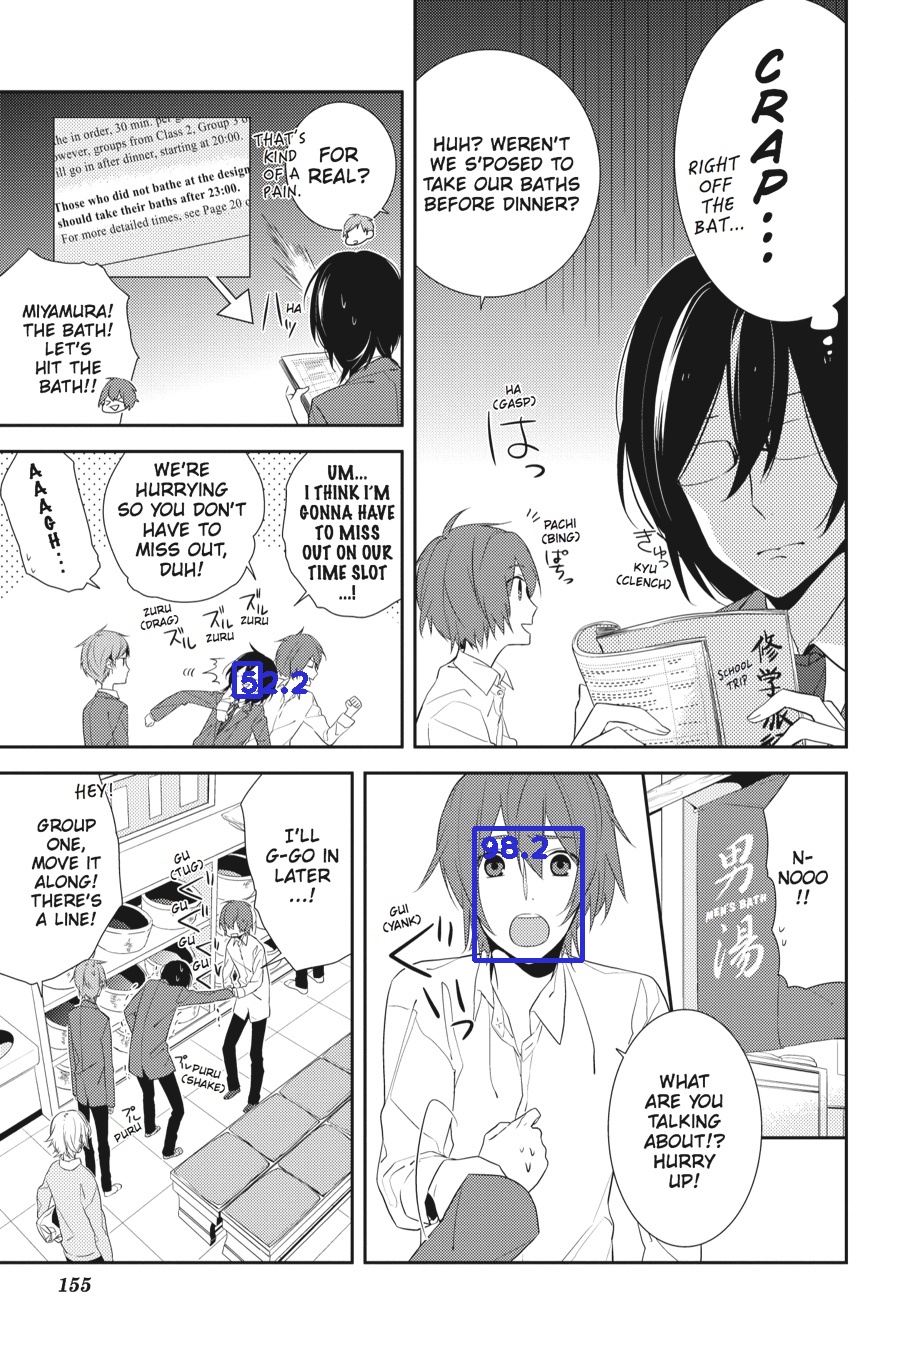 CRAP...
RIGHT
OFF
THE
BAT...
HUH? WEREN'T
WE S'POSED TO
TAKE OUR BATHS
BEFORE DINNER?
HA
(GASP)
はっ
PACHI
(BING)
ぱちっ
きゅっ
KYU
(CLENCH)
SCHOOL
TRIP
修学旅
FOR
REAL?
THAT'S
KIND
OF A
PAIN.
he in order, 30 min. per
owever, groups from Class 2, Group 3
ill go in after dinner, starting at 20:00.
Those who did not bathe at the design
should take their baths after 23:00.
For more detailed times, see Page 20
HA
ハッ
MIYAMURA!
THE BATH!
LET'S
HIT THE
BATH!!
UM...
I THINK I'M
GONNA HAVE
TO MISS
OUT ON OUR
TIME SLOT
...!
WE'RE
HURRYING
SO YOU DON'T
HAVE TO
MISS OUT,
DUH!
AAAGH...
ズル
ZURU
ズル
ZURU
ZURU
(DRAG)
ズル
52.2
N-
NOOO
!!
男湯
MEN'S BATH
98.2
GUI
(YANK)
ぐいっ
WHAT
ARE YOU
TALKING
ABOUT!?
HURRY
UP!
I'LL
G-GO IN
LATER
...!
HEY!
GROUP
ONE,
MOVE IT
ALONG!
THERE'S
A LINE!
GU
(TUG)
GU
GU
GU
プル
PURU
(SHAKE)
プル
PURU
155